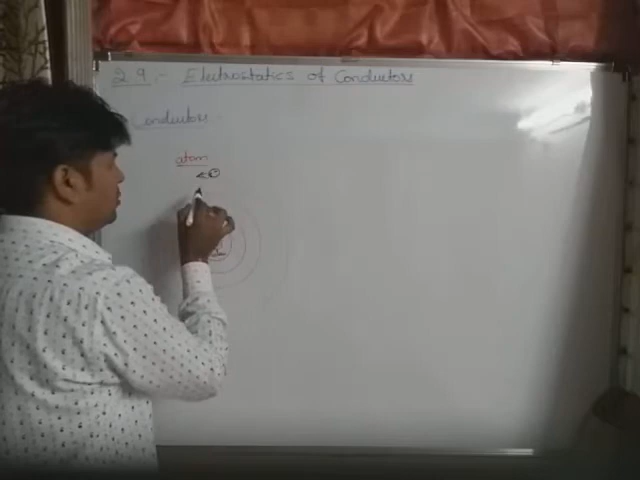 2.9 :- Electrostatics of Conductors
Conductors -
atom